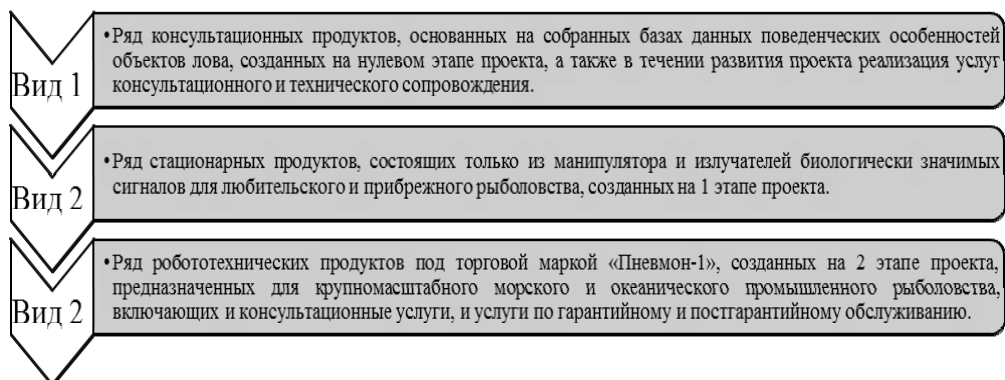 Вид 1
•Ряд консультационных продуктов, основанных на собранных базах данных поведенческих особенностей
объектов лова, созданных на нулевом этапе проекта, а также в течении развития проекта реализация услуг
консультационного и технического сопровождения.
Вид 2
•Ряд стационарных продуктов, состоящих только из манипулятора и излучателей биологически значимых
сигналов для любительского и прибрежного рыболовства, созданных на 1 этапе проекта.
Вид 2
•Ряд робототехнических продуктов под торговой маркой «Пневмон-1», созданных на 2 этапе проекта,
предназначенных для крупномасштабного морского и океанического промышленного рыболовства,
включающих и консультационные услуги, и услуги по гарантийному и постгарантийному обслуживанию.